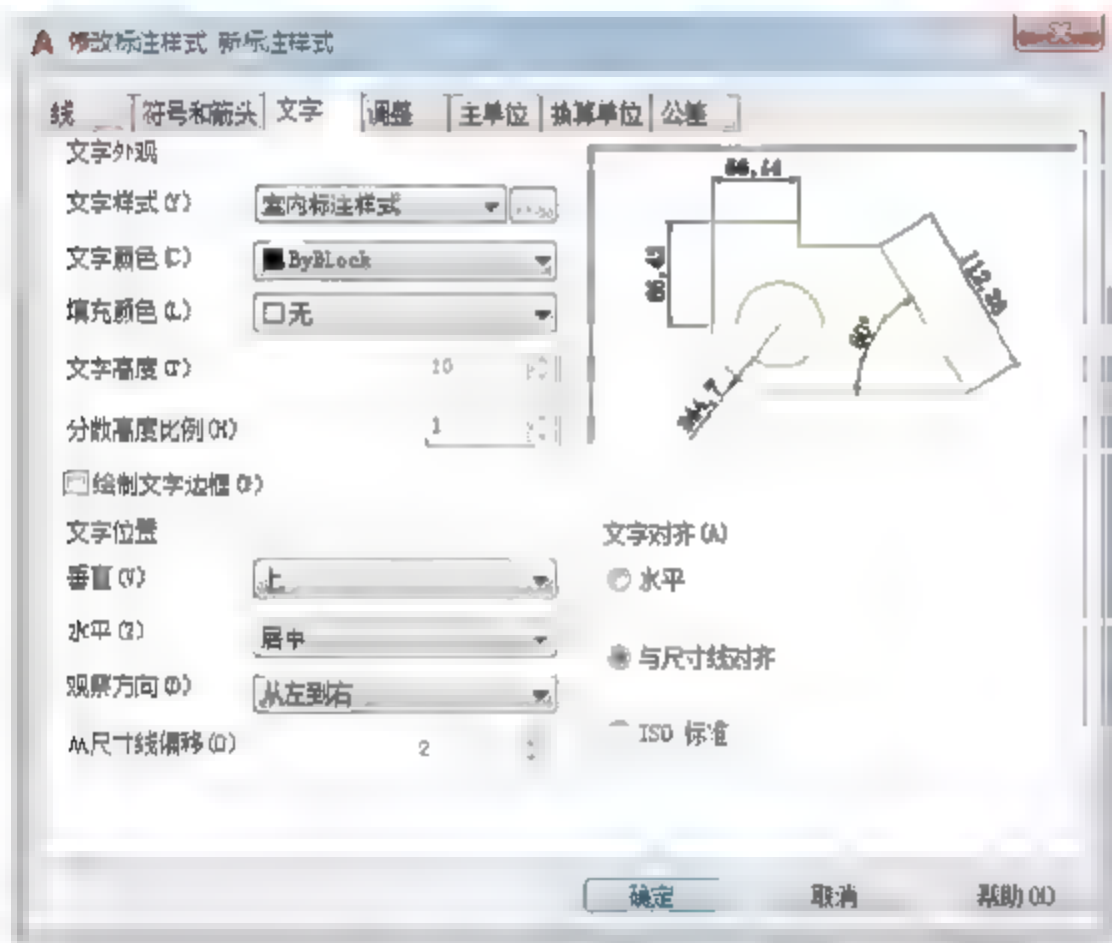 修改标注样式 新标注样式
线 符号和箭头 文字 调整 主单位 换算单位 公差
文字外观
文字样式(Y) 室内标注样式
文字颜色(C) ByBlock
填充颜色(L) 无
文字高度(T) 10
分数高度比例(H) 1
绘制文字边框(F)
文字位置
垂直(V) 上
水平(Z) 居中
观察方向(D) 从左到右
从尺寸线偏移(O) 2
文字对齐(A)
水平
与尺寸线对齐
ISO 标准
确定 取消 帮助(H)